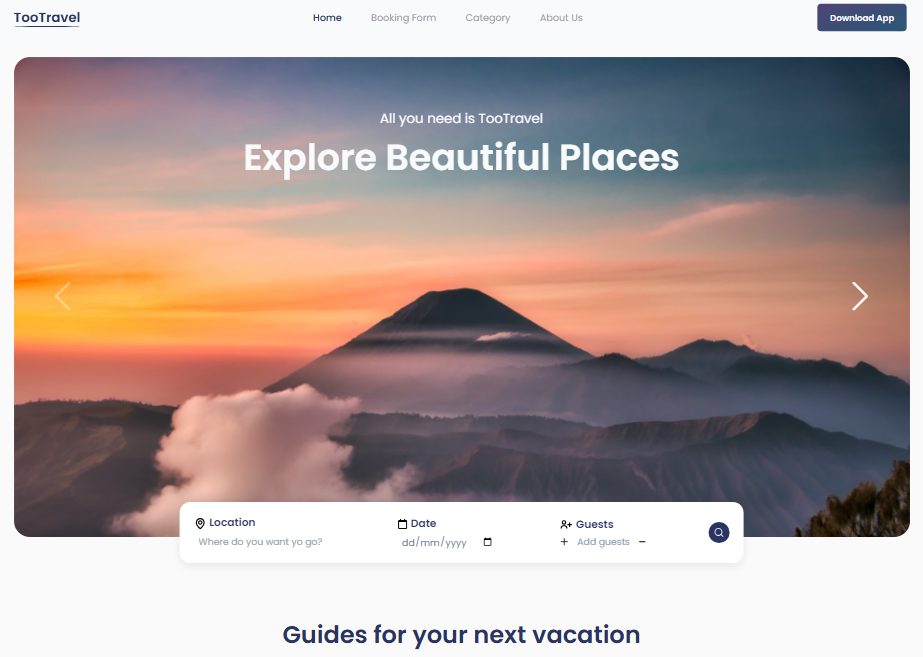 TooTravel
Home
Booking Form
Category
About Us
Download App
All you need is TooTravel
Explore Beautiful Places
Location
Where do you want yo go?
Date
dd/mm/yyyy
Guests
+ Add guests −
Guides for your next vacation